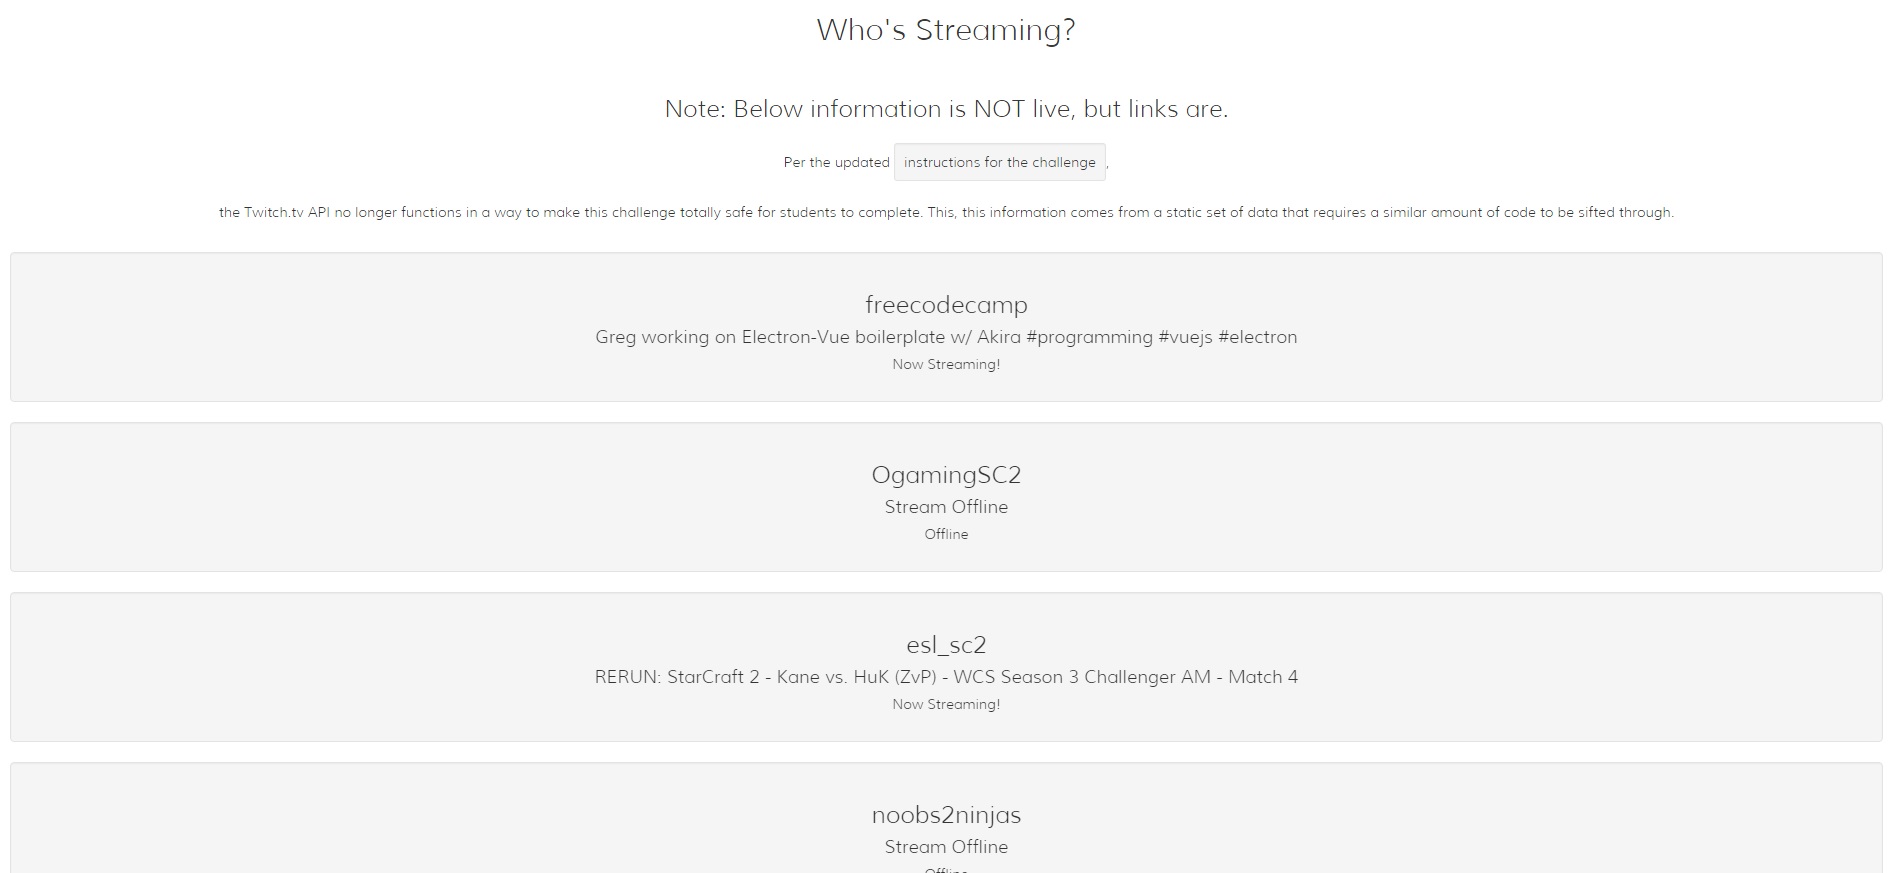 Who's Streaming?
Note: Below information is NOT live, but links are.
Per the updated instructions for the challenge,
the Twitch.tv API no longer functions in a way to make this challenge totally safe for students to complete. This, this information comes from a static set of data that requires a similar amount of code to be sifted through.
freecodecamp
Greg working on Electron-Vue boilerplate w/ Akira #programming #vuejs #electron
Now Streaming!
OgamingSC2
Stream Offline
Offline
esl_sc2
RERUN: StarCraft 2 - Kane vs. HuK (ZvP) - WCS Season 3 Challenger AM - Match 4
Now Streaming!
noobs2ninjas
Stream Offline
Offline